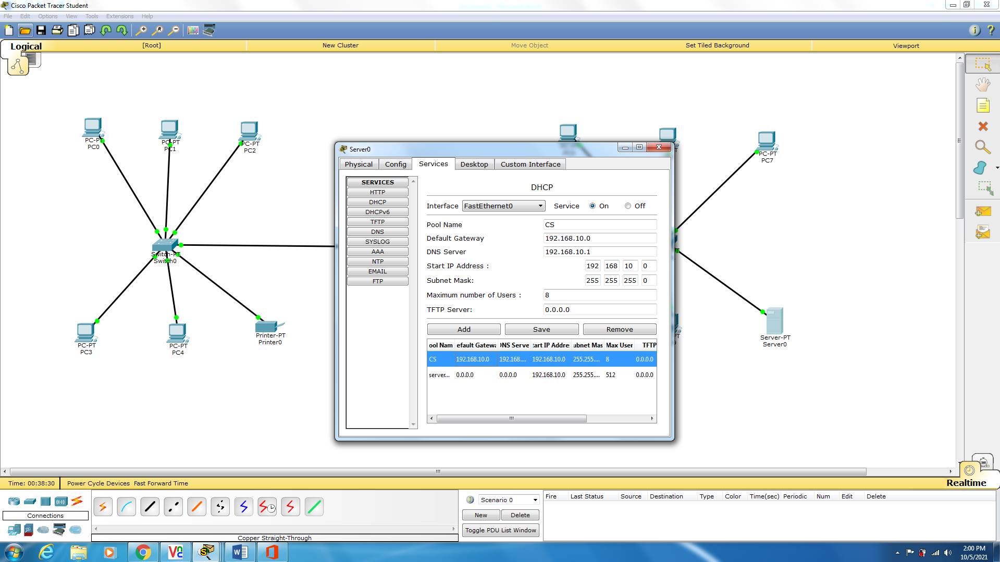 Cisco Packet Tracer Student
File Edit Options View Tools Extensions Help
Logical [Root] New Cluster Move Object Set Tiled Background Viewport
PC-PT
PC0
PC-PT
PC1
PC-PT
PC2
PC-PT
PC7
Switch-PT
Switch0
PC-PT
PC3
PC-PT
PC4
Printer-PT
Printer0
Server-PT
Server0
Server0
Physical Config Services Desktop Custom Interface
SERVICES
HTTP
DHCP
DHCPv6
TFTP
DNS
SYSLOG
AAA
NTP
EMAIL
FTP
DHCP
Interface FastEthernet0 Service On Off
Pool Name CS
Default Gateway 192.168.10.0
DNS Server 192.168.10.1
Start IP Address : 192 168 10 0
Subnet Mask: 255 255 255 0
Maximum number of Users : 8
TFTP Server: 0.0.0.0
Add Save Remove
ool Nam efault Gatewa DNS Serve tart IP Addre ubnet Mas Max User TFTP
CS 192.168.10.0 192.168.... 192.168.10.0 255.255.... 8 0.0.0.0
server... 0.0.0.0 0.0.0.0 192.168.10.0 255.255.... 512 0.0.0.0
Time: 00:38:30 Power Cycle Devices Fast Forward Time Realtime
Connections
Copper Straight-Through
Scenario 0
New Delete
Toggle PDU List Window
Fire Last Status Source Destination Type Color Time(sec) Periodic Num Edit Delete
2:00 PM
10/5/2021